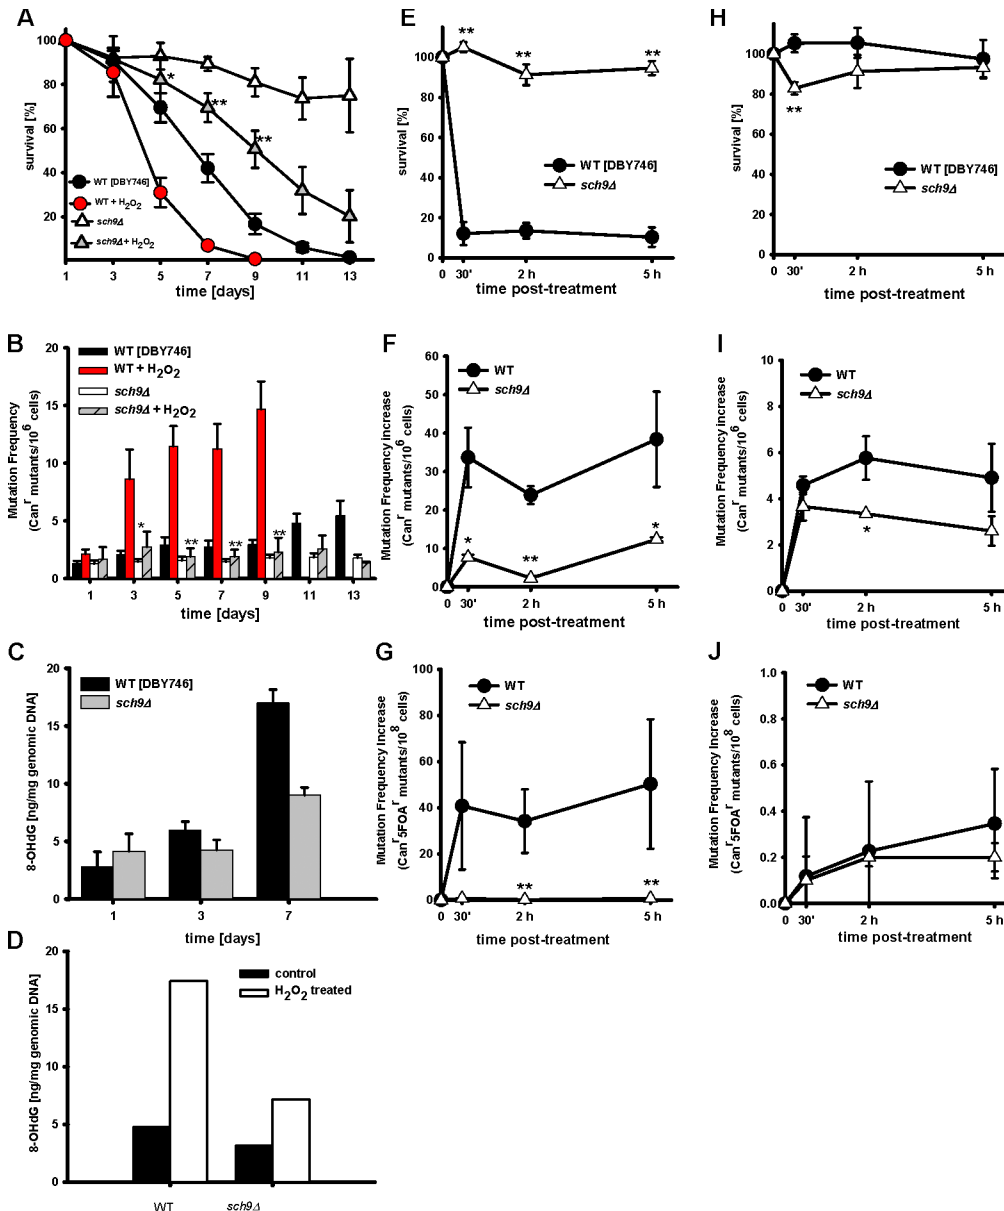 A
survival [%]
100
80
60
40
20
*
**
**
WT [DBY746]
WT + H₂O₂
sch9Δ
sch9Δ + H₂O₂
1 3 5 7 9 11 13
time [days]
B
Mutation Frequency
(Canʳ mutants/10⁶ cells)
20
15
10
5
0
WT [DBY746]
WT + H₂O₂
sch9Δ
sch9Δ + H₂O₂
*
**
**
**
1 3 5 7 9 11 13
time [days]
C
8-OHdG [ng/mg genomic DNA]
20
15
10
5
0
WT [DBY746]
sch9Δ
1 3 7
time [days]
D
8-OHdG [ng/mg genomic DNA]
20
15
10
5
0
control
H₂O₂ treated
WT sch9Δ
E
survival [%]
100
80
60
40
20
0
** ** **
WT [DBY746]
sch9Δ
0 30' 2 h 5 h
time post-treatment
F
Mutation Frequency increase
(Canʳ mutants/10⁶ cells)
60
50
40
30
20
10
0
WT
sch9Δ
* ** *
0 30' 2 h 5 h
time post-treatment
G
Mutation Frequency Increase
(Canʳ5FOAʳ mutants/10⁸ cells)
100
80
60
40
20
0
WT
sch9Δ
** **
0 30' 2 h 5 h
time post-treatment
H
survival [%]
100
80
60
40
20
0
**
WT [DBY746]
sch9Δ
0 30' 2 h 5 h
time post-treatment
I
Mutation Frequency increase
(Canʳ mutants/10⁶ cells)
10
8
6
4
2
0
WT
sch9Δ
*
0 30' 2 h 5 h
time post-treatment
J
Mutation Frequency Increase
(Canʳ5FOAʳ mutants/10⁸ cells)
1.0
0.8
0.6
0.4
0.2
0.0
WT
sch9Δ
0 30' 2 h 5 h
time post-treatment